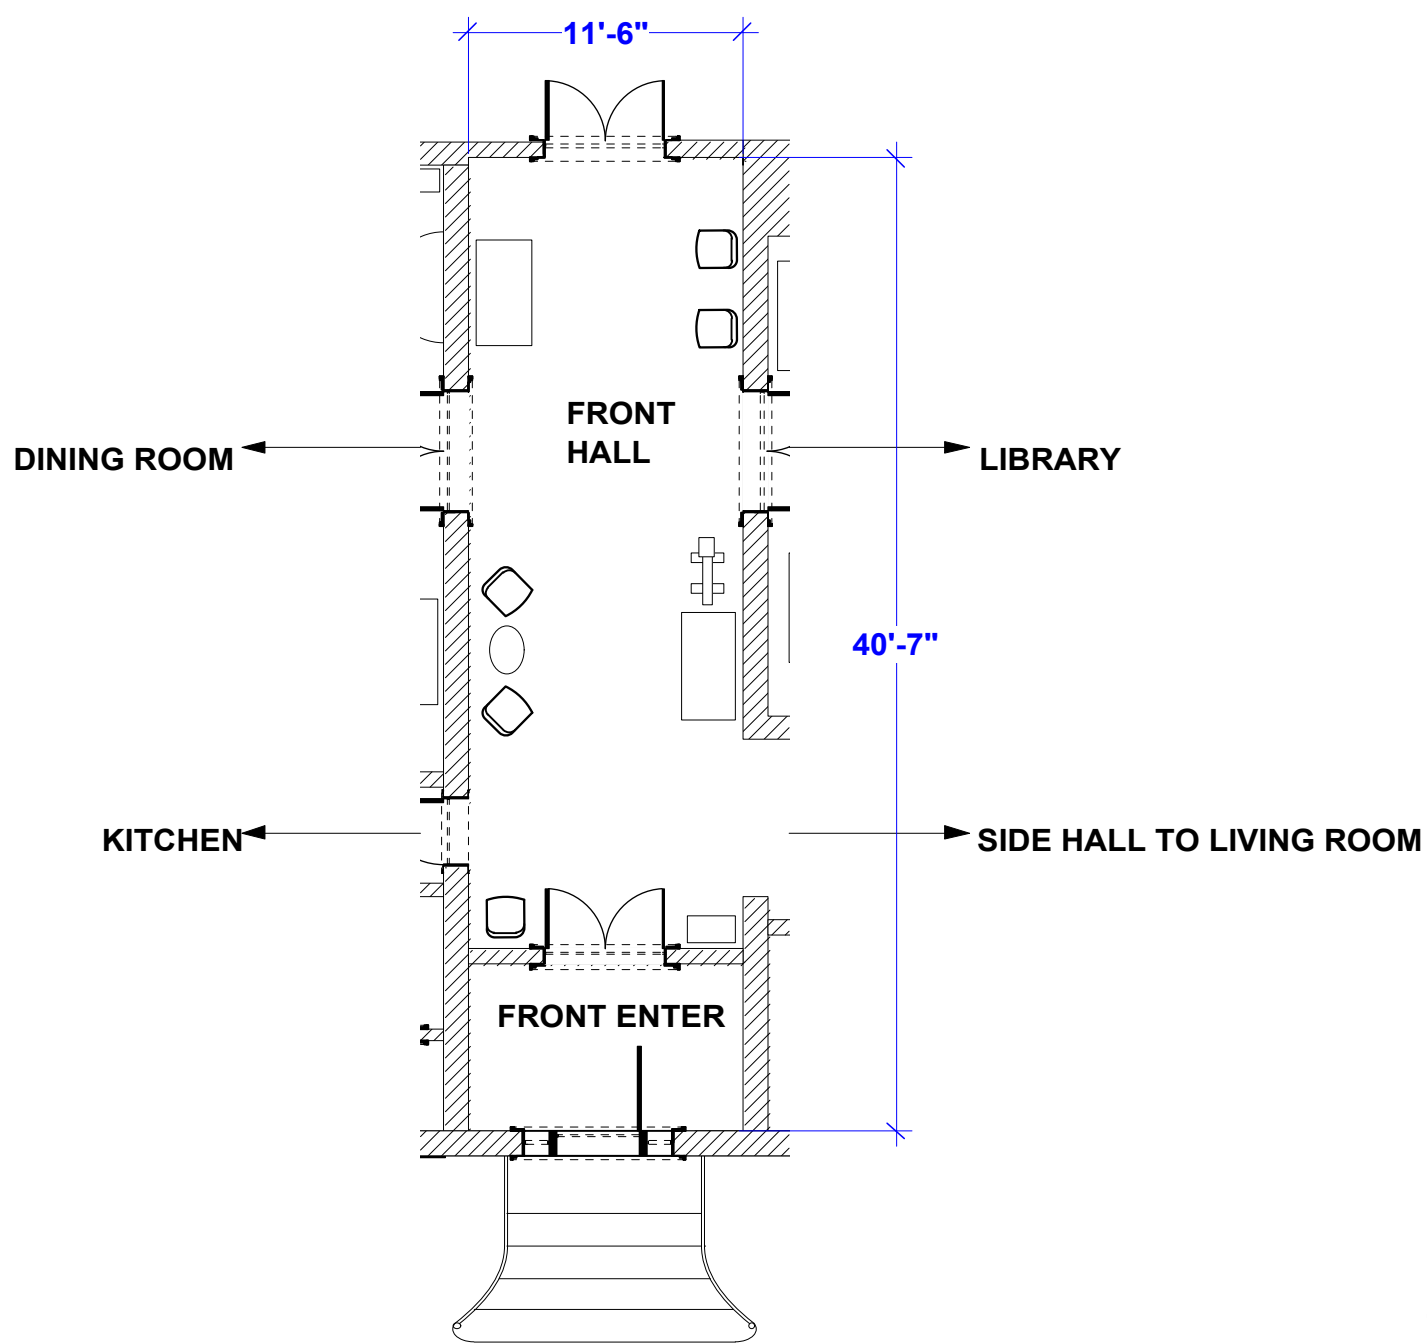 11'-6"
FRONT
HALL
DINING ROOM
LIBRARY
40'-7"
KITCHEN
SIDE HALL TO LIVING ROOM
FRONT ENTER